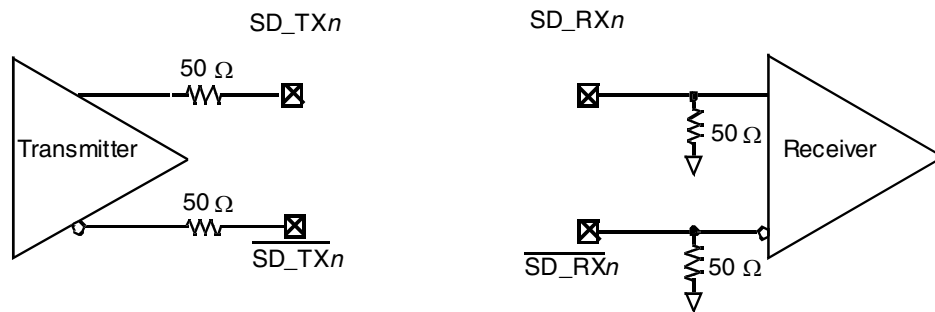 SD_TXn
SD_RXn
50 Ω
50 Ω
Transmitter
Receiver
50 Ω
SD_TXn
SD_RXn
50 Ω